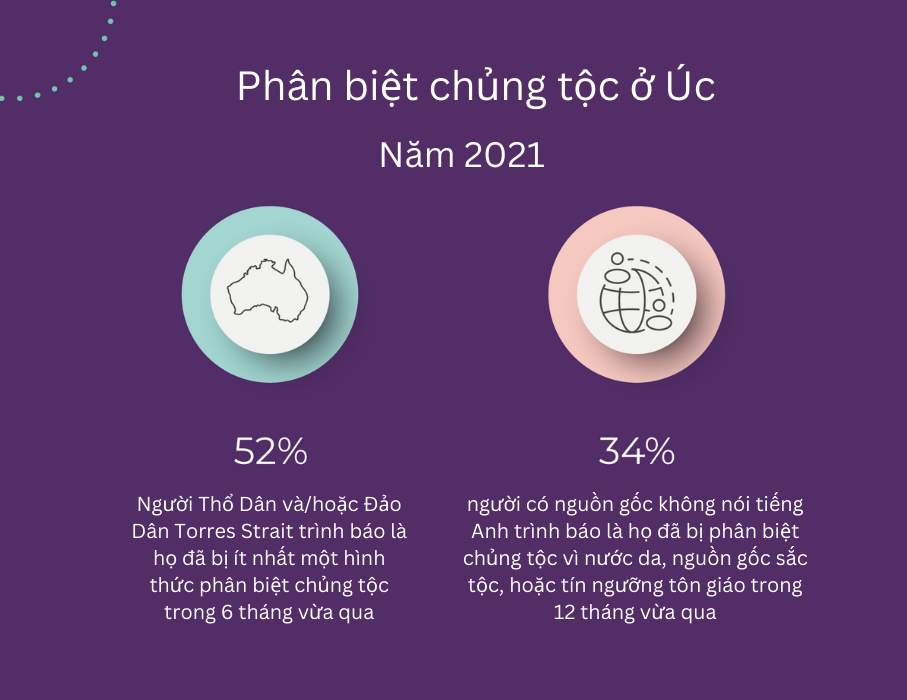 Phân biệt chủng tộc ở Úc
Năm 2021
52%
Người Thổ Dân và/hoặc Đảo
Dân Torres Strait trình báo là
họ đã bị ít nhất một hình
thức phân biệt chủng tộc
trong 6 tháng vừa qua
34%
người có nguồn gốc không nói tiếng
Anh trình báo là họ đã bị phân biệt
chủng tộc vì nước da, nguồn gốc sắc
tộc, hoặc tín ngưỡng tôn giáo trong
12 tháng vừa qua